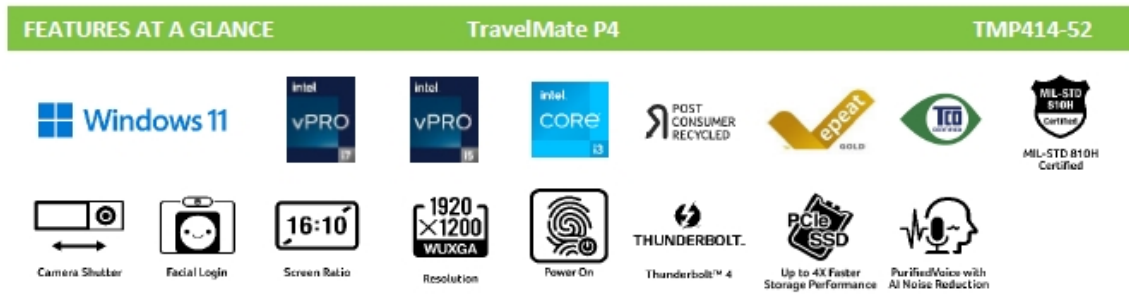 FEATURES AT A GLANCE TravelMate P4 TMP414-52
Windows 11
intel
vPRO
i7
intel
vPRO
i5
intel.
CORE
i3
POST
CONSUMER
RECYCLED
epeat
GOLD
TCO
CERTIFIED
MIL-STD
810H
Certified
MIL-STD 810H
Certified
Camera Shutter
Facial Login
16:10
Screen Ratio
1920
×1200
WUXGA
Resolution
Power On
THUNDERBOLT™
Thunderbolt™ 4
PCIe
SSD
Up to 4X Faster
Storage Performance
PurifiedVoice with
AI Noise Reduction